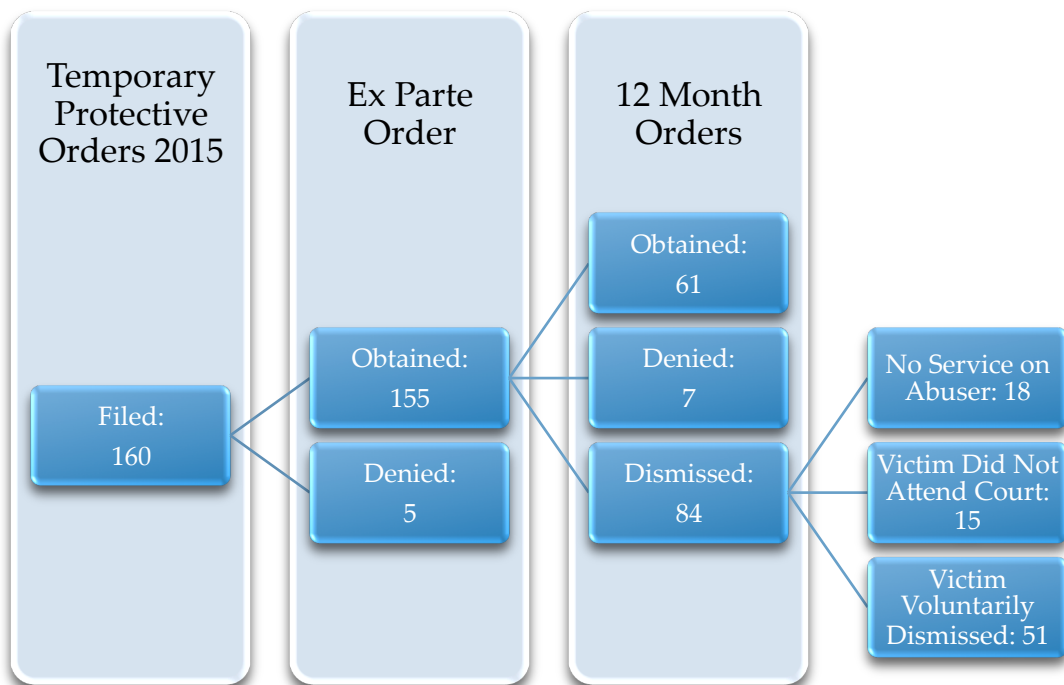 Temporary
Protective
Orders 2015
Filed:
160
Ex Parte
Order
Obtained:
155
Denied:
5
12 Month
Orders
Obtained:
61
Denied:
7
Dismissed:
84
No Service on
Abuser: 18
Victim Did Not
Attend Court:
15
Victim
Voluntarily
Dismissed: 51